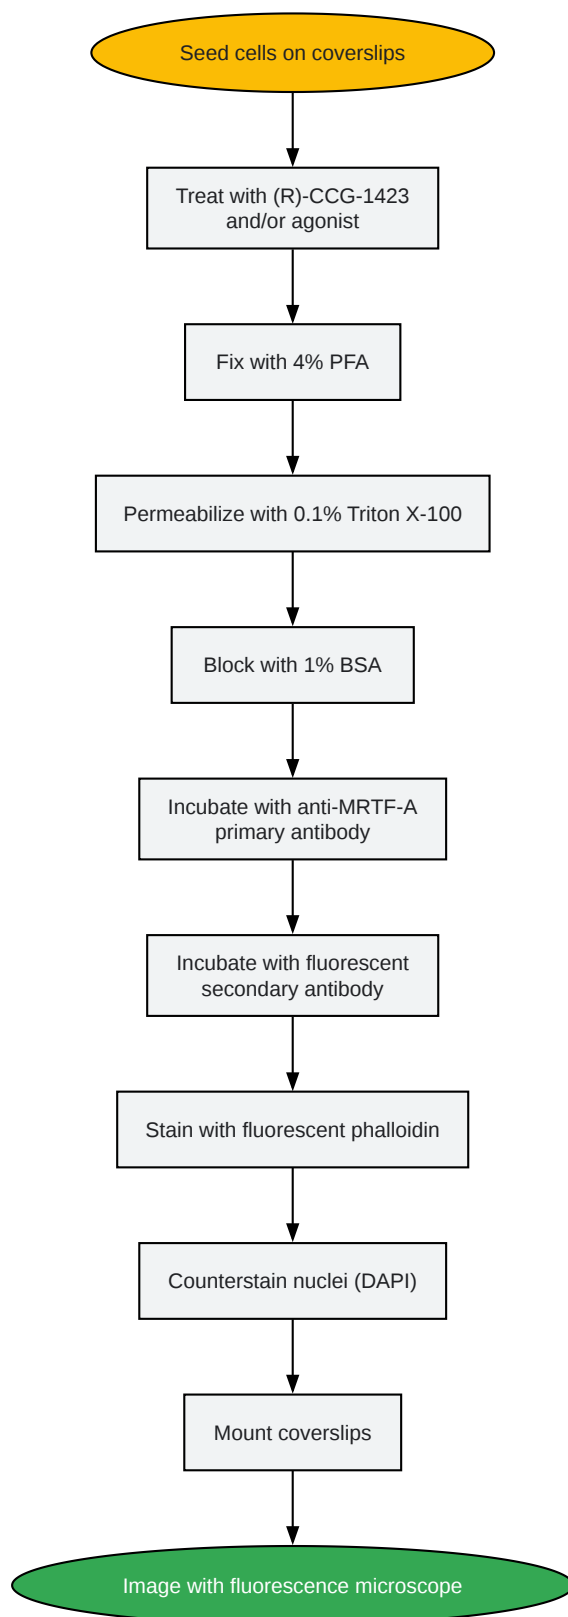 Seed cells on coverslips
Treat with (R)-CCG-1423
and/or agonist
Fix with 4% PFA
Permeabilize with 0.1% Triton X-100
Block with 1% BSA
Incubate with anti-MRTF-A
primary antibody
Incubate with fluorescent
secondary antibody
Stain with fluorescent phalloidin
Counterstain nuclei (DAPI)
Mount coverslips
Image with fluorescence microscope